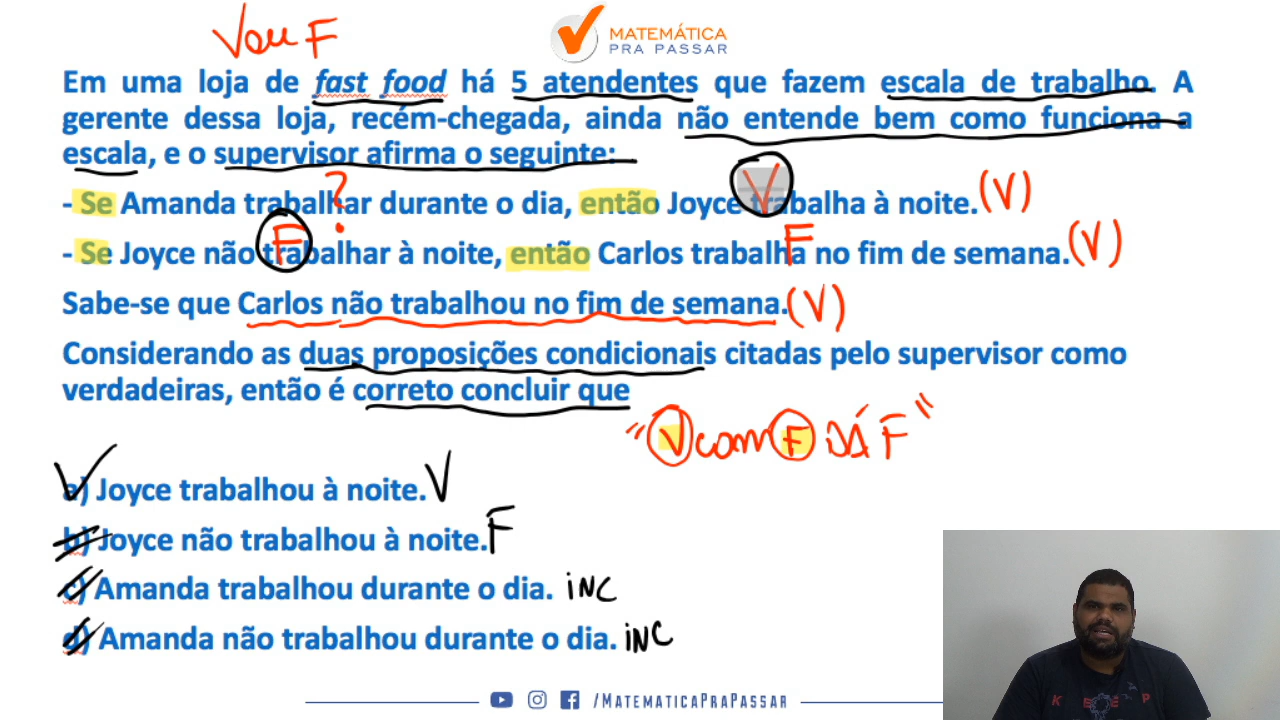 V ou F
MATEMÁTICA
PRA PASSAR
Em uma loja de fast food há 5 atendentes que fazem escala de trabalho. A
gerente dessa loja, recém-chegada, ainda não entende bem como funciona a
escala, e o supervisor afirma o seguinte:
? V
- Se Amanda trabalhar durante o dia, então Joyce trabalha à noite. (V)
F F
- Se Joyce não trabalhar à noite, então Carlos trabalha no fim de semana. (V)
Sabe-se que Carlos não trabalhou no fim de semana. (V)
Considerando as duas proposições condicionais citadas pelo supervisor como
verdadeiras, então é correto concluir que
"V com F DÁ F"
a) Joyce trabalhou à noite. V
b) Joyce não trabalhou à noite. F
c) Amanda trabalhou durante o dia. INC
d) Amanda não trabalhou durante o dia. INC
/MatematicaPraPassar